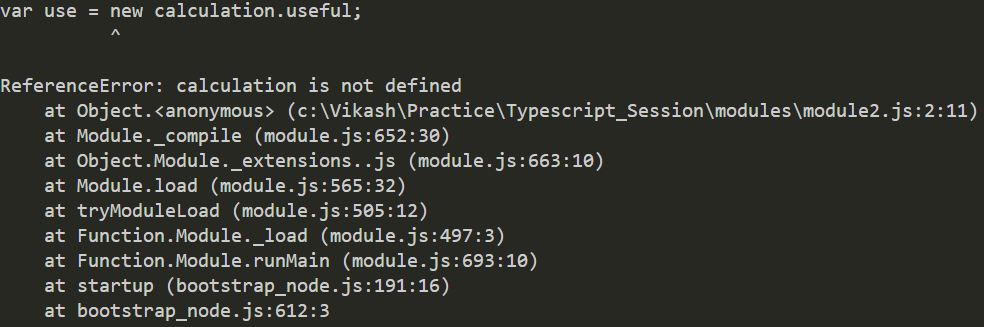 var use = new calculation.useful;
^
ReferenceError: calculation is not defined
at Object.<anonymous> (c:\Vikash\Practice\Typescript_Session\modules\module2.js:2:11)
at Module._compile (module.js:652:30)
at Object.Module._extensions..js (module.js:663:10)
at Module.load (module.js:565:32)
at tryModuleLoad (module.js:505:12)
at Function.Module._load (module.js:497:3)
at Function.Module.runMain (module.js:693:10)
at startup (bootstrap_node.js:191:16)
at bootstrap_node.js:612:3